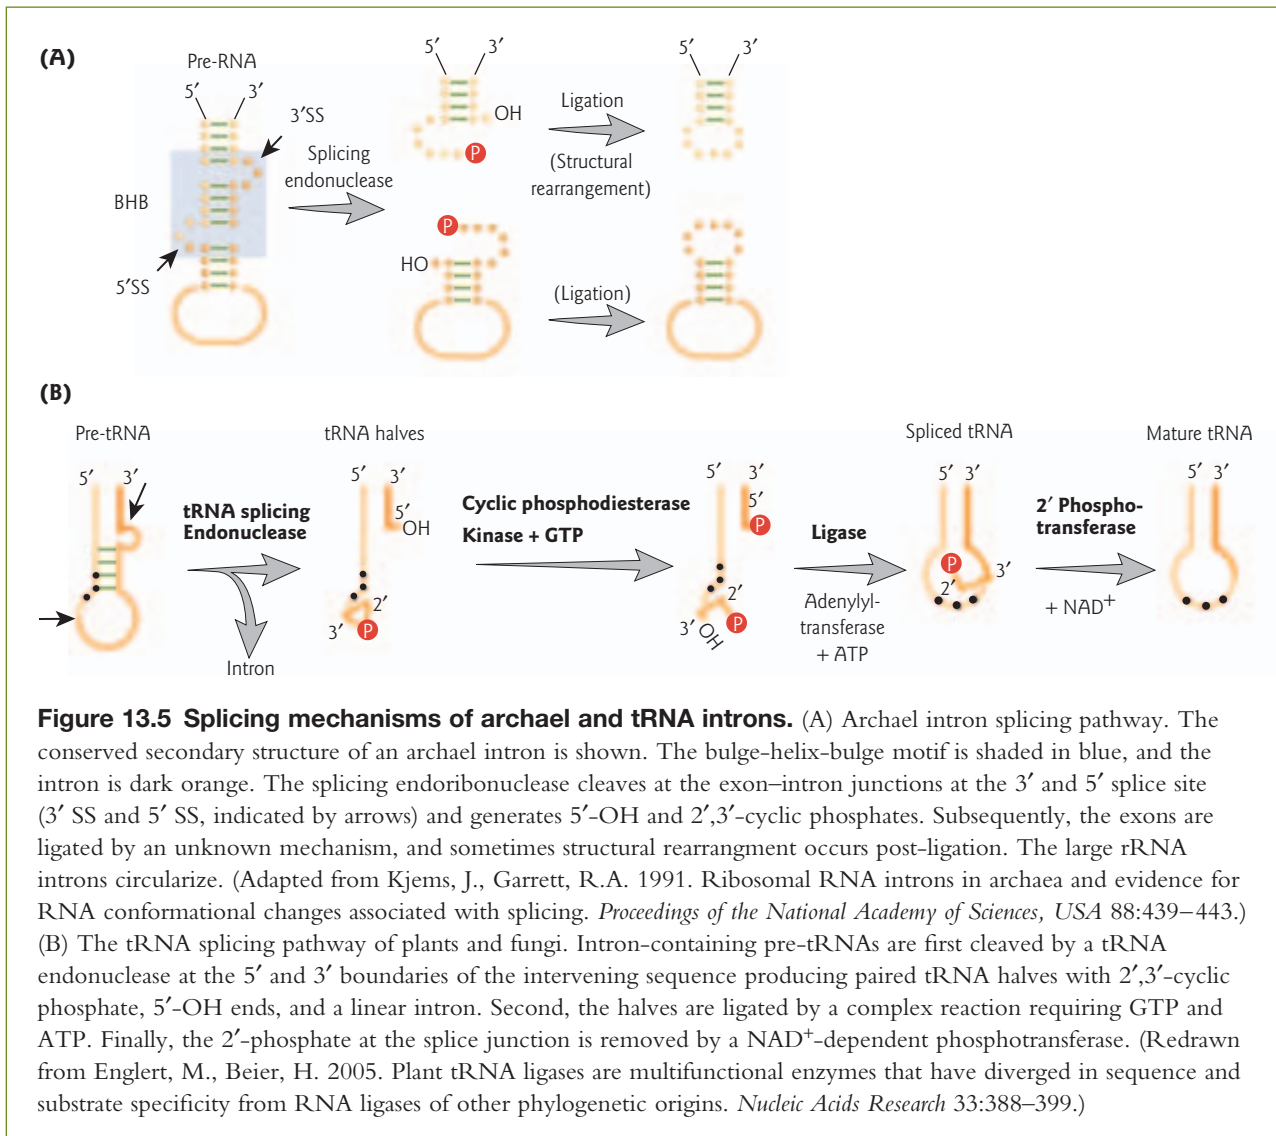 (A)
Pre-RNA
5′ 3′
3′SS
BHB
5′SS
Splicing
endonuclease
5′ 3′
OH
P
P
HO
Ligation
(Structural
rearrangement)
(Ligation)
5′ 3′
(B)
Pre-tRNA
5′ 3′
tRNA splicing
Endonuclease
Intron
tRNA halves
5′ 3′
5′
OH
2′
3′
P
Cyclic phosphodiesterase
Kinase + GTP
5′ 3′
5′
P
2′
3′ OH
P
Ligase
Adenylyl-
transferase
+ ATP
Spliced tRNA
5′ 3′
P
2′
3′
2′ Phospho-
transferase
+ NAD⁺
Mature tRNA
5′ 3′
Figure 13.5 Splicing mechanisms of archael and tRNA introns. (A) Archael intron splicing pathway. The
conserved secondary structure of an archael intron is shown. The bulge-helix-bulge motif is shaded in blue, and the
intron is dark orange. The splicing endoribonuclease cleaves at the exon–intron junctions at the 3′ and 5′ splice site
(3′ SS and 5′ SS, indicated by arrows) and generates 5′-OH and 2′,3′-cyclic phosphates. Subsequently, the exons are
ligated by an unknown mechanism, and sometimes structural rearrangment occurs post-ligation. The large rRNA
introns circularize. (Adapted from Kjems, J., Garrett, R.A. 1991. Ribosomal RNA introns in archaea and evidence for
RNA conformational changes associated with splicing. Proceedings of the National Academy of Sciences, USA 88:439–443.)
(B) The tRNA splicing pathway of plants and fungi. Intron-containing pre-tRNAs are first cleaved by a tRNA
endonuclease at the 5′ and 3′ boundaries of the intervening sequence producing paired tRNA halves with 2′,3′-cyclic
phosphate, 5′-OH ends, and a linear intron. Second, the halves are ligated by a complex reaction requiring GTP and
ATP. Finally, the 2′-phosphate at the splice junction is removed by a NAD⁺-dependent phosphotransferase. (Redrawn
from Englert, M., Beier, H. 2005. Plant tRNA ligases are multifunctional enzymes that have diverged in sequence and
substrate specificity from RNA ligases of other phylogenetic origins. Nucleic Acids Research 33:388–399.)